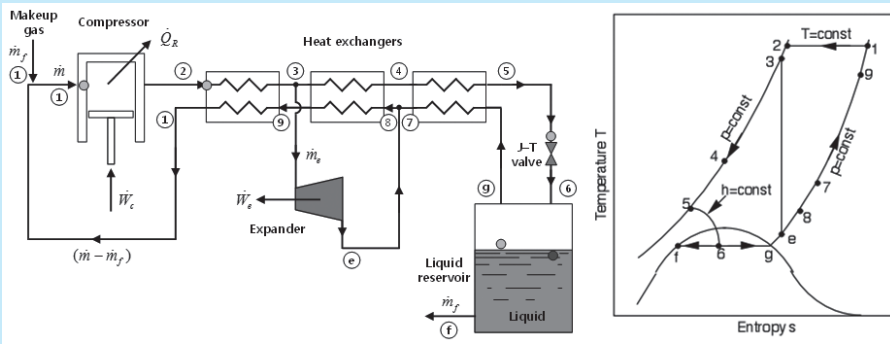 Makeup
gas
Compressor
Q̇_R
Heat exchangers
ṁ_f
ṁ
1
1
2
3
4
5
1
9
8
7
ṁ_e
J–T
valve
Ẇ_c
Ẇ_e
g
6
Expander
(ṁ − ṁ_f)
e
Liquid
reservoir
ṁ_f
Liquid
f
T=const
2
1
3
9
p=const
4
p=const
h=const
5
7
8
e
f
6
g
Temperature T
Entropy s